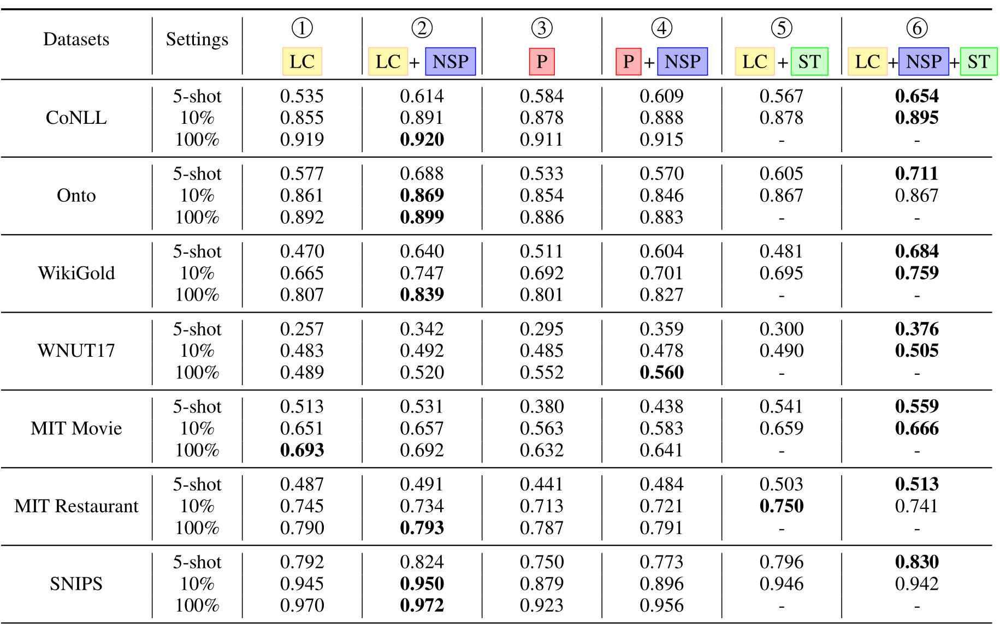 Datasets Settings ① ② ③ ④ ⑤ ⑥
LC LC + NSP P P + NSP LC + ST LC + NSP + ST
5-shot 0.535 0.614 0.584 0.609 0.567 0.654
CoNLL 10% 0.855 0.891 0.878 0.888 0.878 0.895
100% 0.919 0.920 0.911 0.915 - -
5-shot 0.577 0.688 0.533 0.570 0.605 0.711
Onto 10% 0.861 0.869 0.854 0.846 0.867 0.867
100% 0.892 0.899 0.886 0.883 - -
5-shot 0.470 0.640 0.511 0.604 0.481 0.684
WikiGold 10% 0.665 0.747 0.692 0.701 0.695 0.759
100% 0.807 0.839 0.801 0.827 - -
5-shot 0.257 0.342 0.295 0.359 0.300 0.376
WNUT17 10% 0.483 0.492 0.485 0.478 0.490 0.505
100% 0.489 0.520 0.552 0.560 - -
5-shot 0.513 0.531 0.380 0.438 0.541 0.559
MIT Movie 10% 0.651 0.657 0.563 0.583 0.659 0.666
100% 0.693 0.692 0.632 0.641 - -
5-shot 0.487 0.491 0.441 0.484 0.503 0.513
MIT Restaurant 10% 0.745 0.734 0.713 0.721 0.750 0.741
100% 0.790 0.793 0.787 0.791 - -
5-shot 0.792 0.824 0.750 0.773 0.796 0.830
SNIPS 10% 0.945 0.950 0.879 0.896 0.946 0.942
100% 0.970 0.972 0.923 0.956 - -